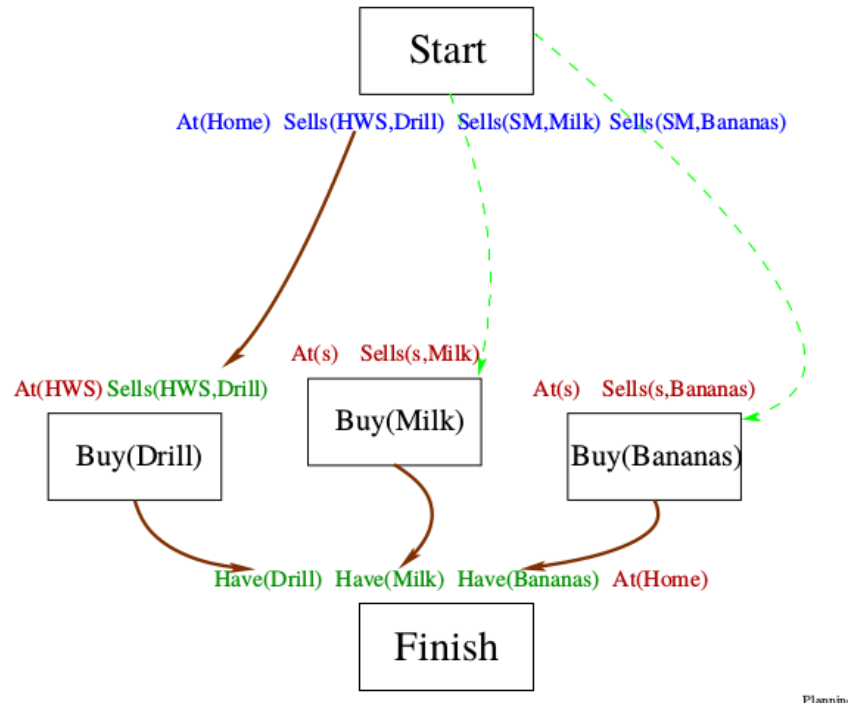 Start
At(Home) Sells(HWS,Drill) Sells(SM,Milk) Sells(SM,Bananas)
At(s) Sells(s,Milk)
At(HWS) Sells(HWS,Drill)
At(s) Sells(s,Bananas)
Buy(Milk)
Buy(Drill)
Buy(Bananas)
Have(Drill) Have(Milk) Have(Bananas) At(Home)
Finish
Planning